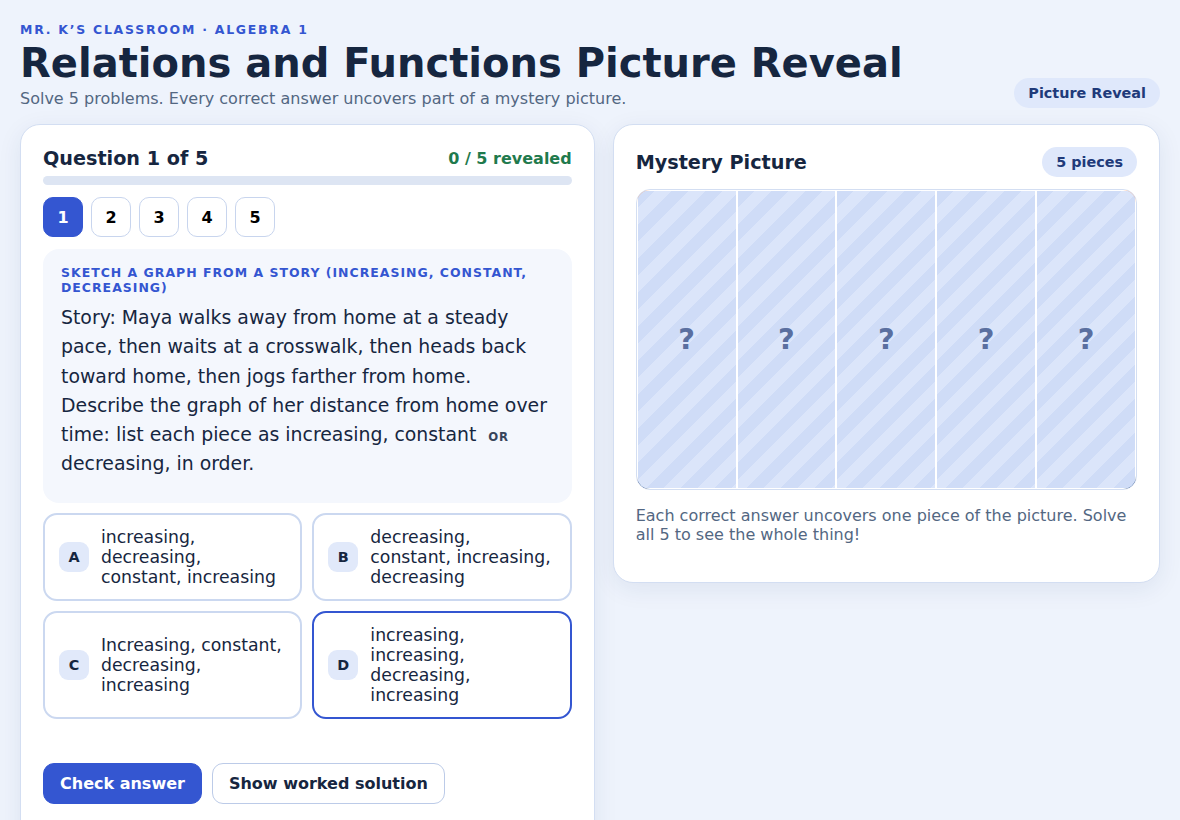 MR. K’S CLASSROOM · ALGEBRA 1
Relations and Functions Picture Reveal
Solve 5 problems. Every correct answer uncovers part of a mystery picture.
Picture Reveal
Question 1 of 5
0 / 5 revealed
1 2 3 4 5
SKETCH A GRAPH FROM A STORY (INCREASING, CONSTANT,
DECREASING)
Story: Maya walks away from home at a steady
pace, then waits at a crosswalk, then heads back
toward home, then jogs farther from home.
Describe the graph of her distance from home over
time: list each piece as increasing, constant OR
decreasing, in order.
A
increasing,
decreasing,
constant, increasing
B
decreasing,
constant, increasing,
decreasing
C
Increasing, constant,
decreasing,
increasing
D
increasing,
increasing,
decreasing,
increasing
Check answer
Show worked solution
Mystery Picture
5 pieces
? ? ? ? ?
Each correct answer uncovers one piece of the picture. Solve
all 5 to see the whole thing!